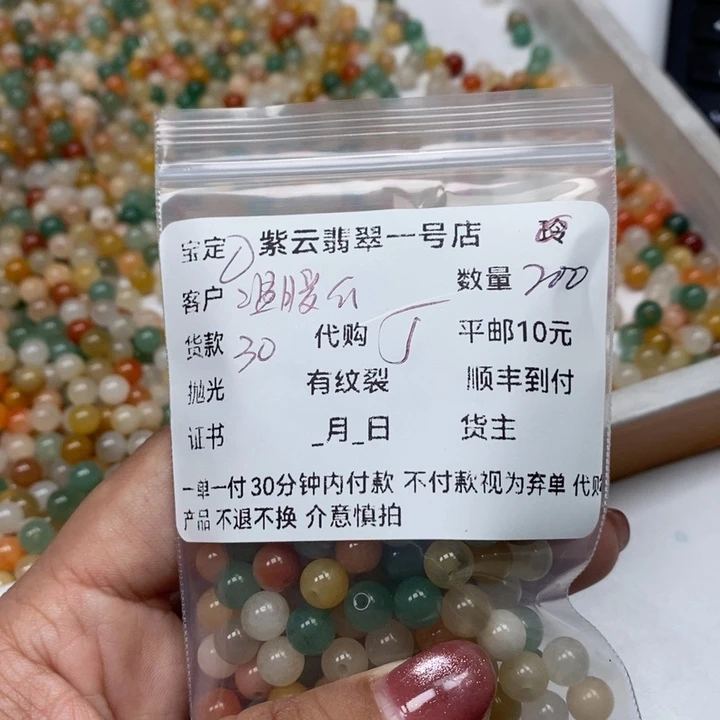 宝定 紫云翡翠一号店 玲
客户 温暖 数量 200
货款 30 代购 平邮10元
抛光 有纹裂 顺丰到付
证书 _月_日 货主
一单一付30分钟内付款 不付款视为弃单 代购
产品 不退不换 介意慎拍